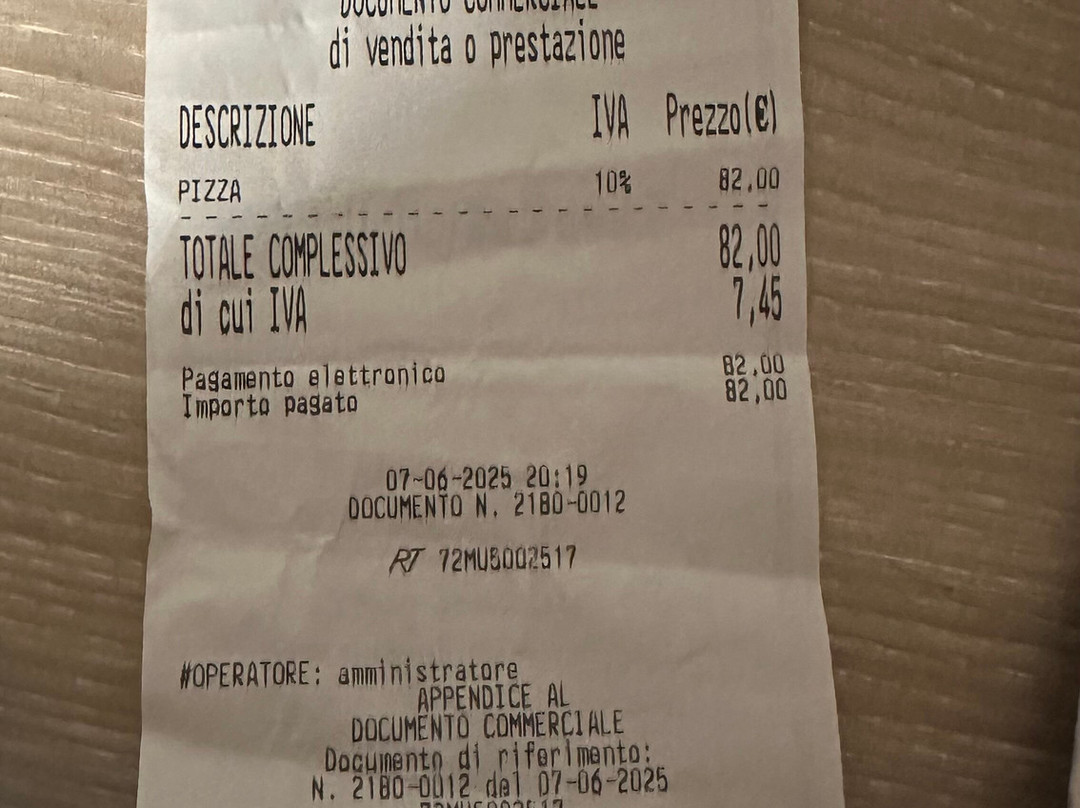 DOCUMENTO COMMERCIALE
di vendita o prestazione
DESCRIZIONE IVA Prezzo(€)
PIZZA 10% 82,00
TOTALE COMPLESSIVO 82,00
di cui IVA 7,45
Pagamento elettronico 82,00
Importo pagato 82,00
07-06-2025 20:19
DOCUMENTO N. 2180-0012
RT 72MU5002517
#OPERATORE: amministratore
APPENDICE AL
DOCUMENTO COMMERCIALE
Documento di riferimento:
N. 2180-0012 del 07-06-2025